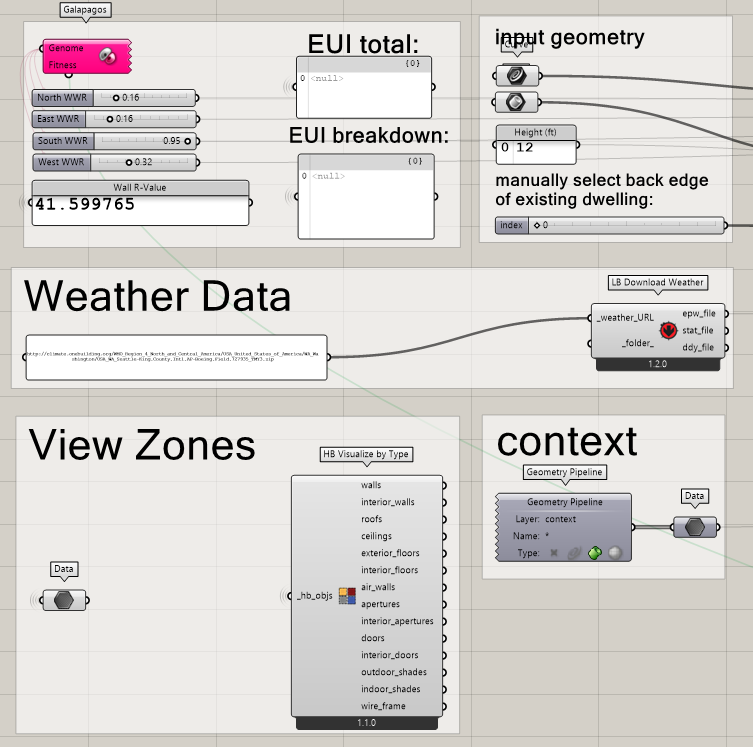 Galapagos
Genome
Fitness
North WWR 0.16
East WWR 0.16
South WWR 0.95
West WWR 0.32
Wall R-Value
41.599765
EUI total:
{0}
0 <null>
EUI breakdown:
{0}
0 <null>
input geometry
Curve
Height (ft)
0 12
manually select back edge
of existing dwelling:
index 0
Weather Data
http://climate.onebuilding.org/WMO_Region_4_North_and_Central_America/USA_United_States_of_America/WA_Wa
shington/USA_WA_Seattle-King.County.Intl.AP-Boeing.Field.727935_TMY3.zip
LB Download Weather
_weather_URL
_folder_
epw_file
stat_file
ddy_file
1.2.0
View Zones
Data
HB Visualize by Type
_hb_objs
walls
interior_walls
roofs
ceilings
exterior_floors
interior_floors
air_walls
apertures
interior_apertures
doors
interior_doors
outdoor_shades
indoor_shades
wire_frame
1.1.0
context
Geometry Pipeline
Geometry Pipeline
Layer: context
Name: *
Type:
Data